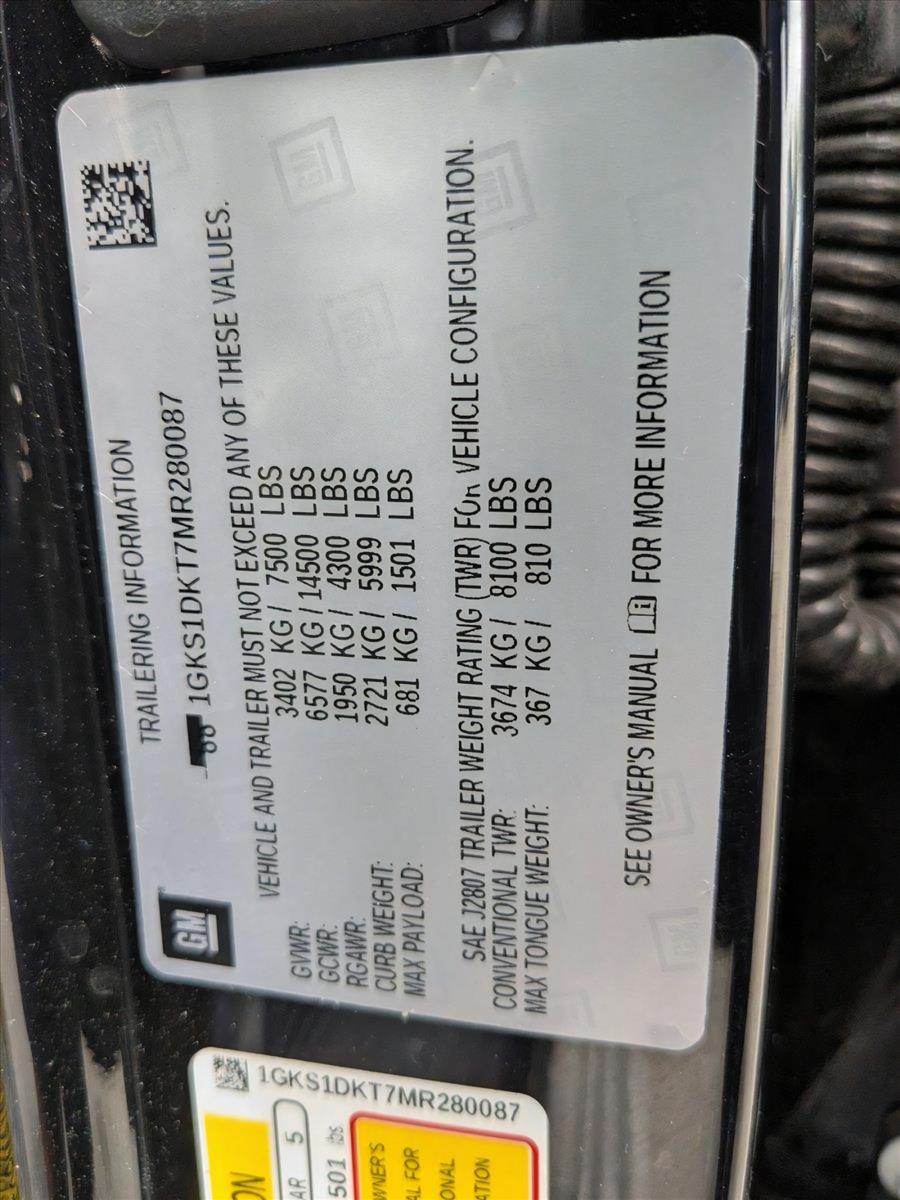 TRAILERING INFORMATION
GM
1GKS1DKT7MR280087
VEHICLE AND TRAILER MUST NOT EXCEED ANY OF THESE VALUES.
GVWR: 3402 KG / 7500 LBS
GCWR: 6577 KG / 14500 LBS
RGAWR: 1950 KG / 4300 LBS
CURB WEIGHT: 2721 KG / 5999 LBS
MAX PAYLOAD: 681 KG / 1501 LBS
SAE J2807 TRAILER WEIGHT RATING (TWR) FOR VEHICLE CONFIGURATION.
CONVENTIONAL TWR: 3674 KG / 8100 LBS
MAX TONGUE WEIGHT: 367 KG / 810 LBS
SEE OWNER'S MANUAL FOR MORE INFORMATION
1GKS1DKT7MR280087
ON
AR 5
501 lbs
WNER'S
AL FOR
ONAL
ATION